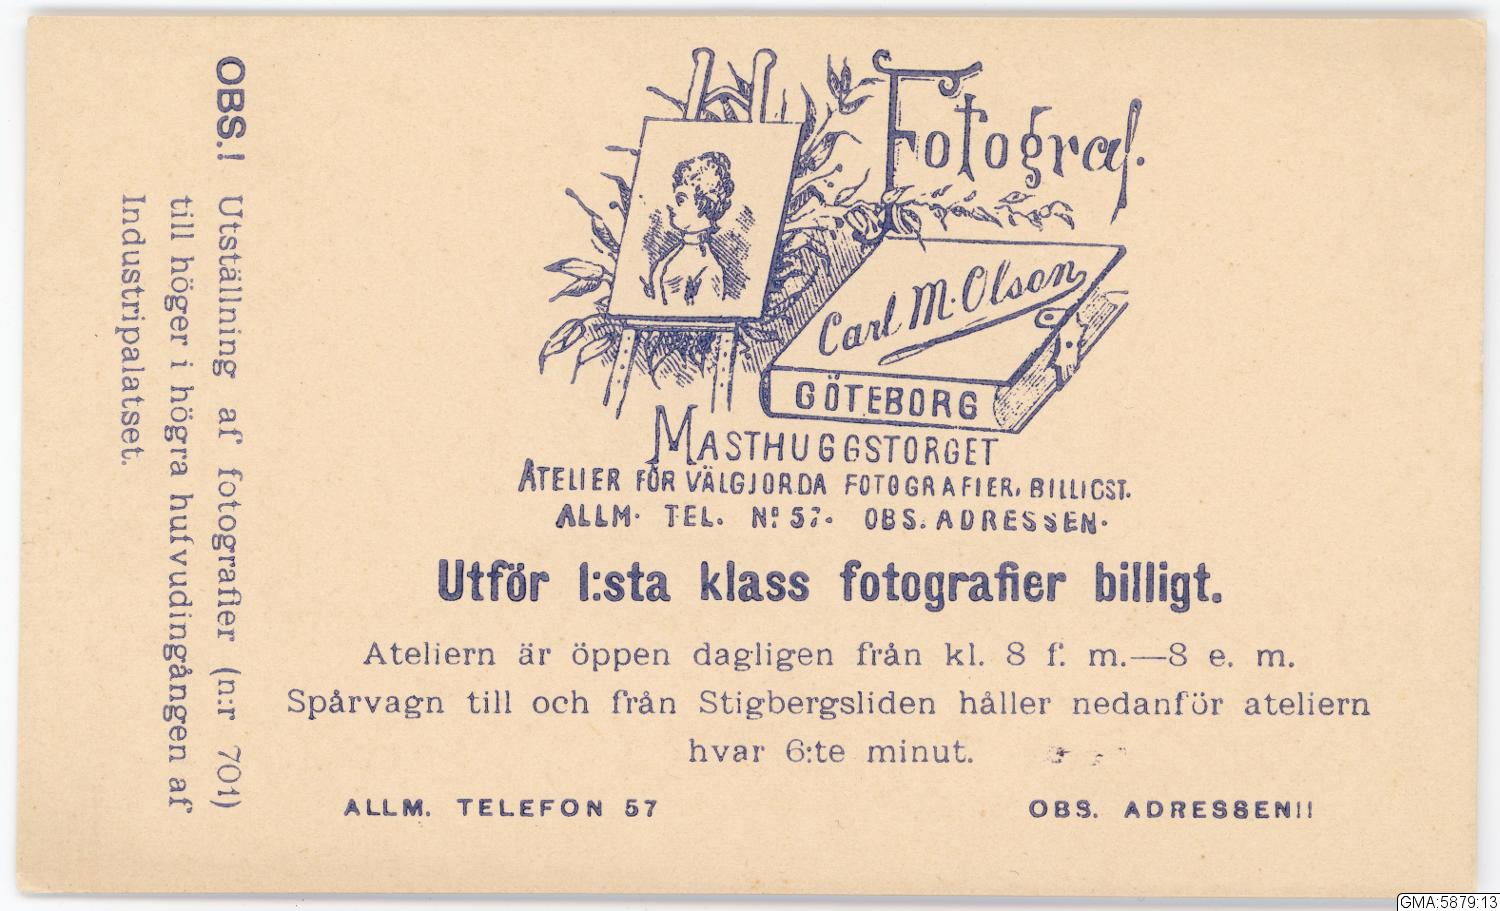 OBS.! Utställning af fotografier (n:r 701)
till höger i högra hufvudingången af
Industripalatset.
Fotograf.
Carl M. Olson
GÖTEBORG
MASTHUGGSTORGET
ATELIER FÖR VÄLGJORDA FOTOGRAFIER, BILLIGST.
ALLM. TEL. No 57. OBS. ADRESSEN.
Utför 1:sta klass fotografier billigt.
Ateliern är öppen dagligen från kl. 8 f. m.—8 e. m.
Spårvagn till och från Stigbergsliden håller nedanför ateliern
hvar 6:te minut.
ALLM. TELEFON 57
OBS. ADRESSEN!!
GMA:5879:13